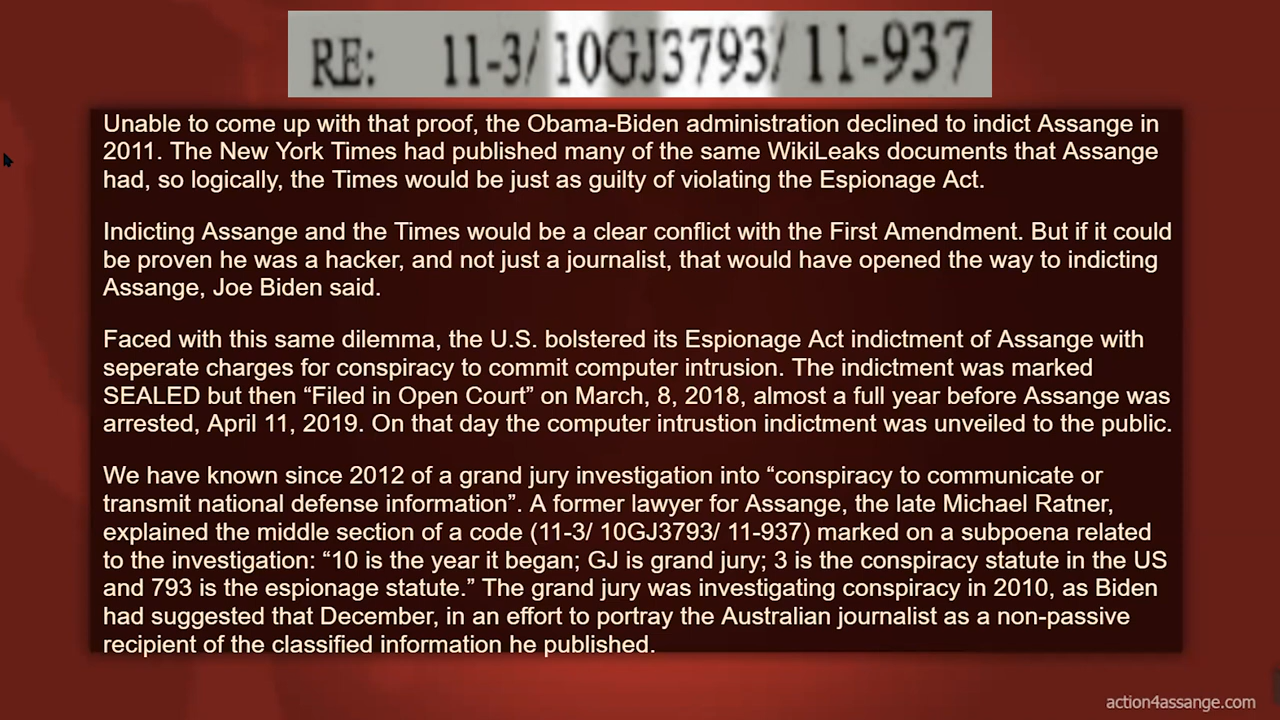 RE: 11-3/ 10GJ3793/ 11-937
Unable to come up with that proof, the Obama-Biden administration declined to indict Assange in
2011. The New York Times had published many of the same WikiLeaks documents that Assange
had, so logically, the Times would be just as guilty of violating the Espionage Act.
Indicting Assange and the Times would be a clear conflict with the First Amendment. But if it could
be proven he was a hacker, and not just a journalist, that would have opened the way to indicting
Assange, Joe Biden said.
Faced with this same dilemma, the U.S. bolstered its Espionage Act indictment of Assange with
seperate charges for conspiracy to commit computer intrusion. The indictment was marked
SEALED but then “Filed in Open Court” on March, 8, 2018, almost a full year before Assange was
arrested, April 11, 2019. On that day the computer intrustion indictment was unveiled to the public.
We have known since 2012 of a grand jury investigation into “conspiracy to communicate or
transmit national defense information”. A former lawyer for Assange, the late Michael Ratner,
explained the middle section of a code (11-3/ 10GJ3793/ 11-937) marked on a subpoena related
to the investigation: “10 is the year it began; GJ is grand jury; 3 is the conspiracy statute in the US
and 793 is the espionage statute.” The grand jury was investigating conspiracy in 2010, as Biden
had suggested that December, in an effort to portray the Australian journalist as a non-passive
recipient of the classified information he published.
action4assange.com